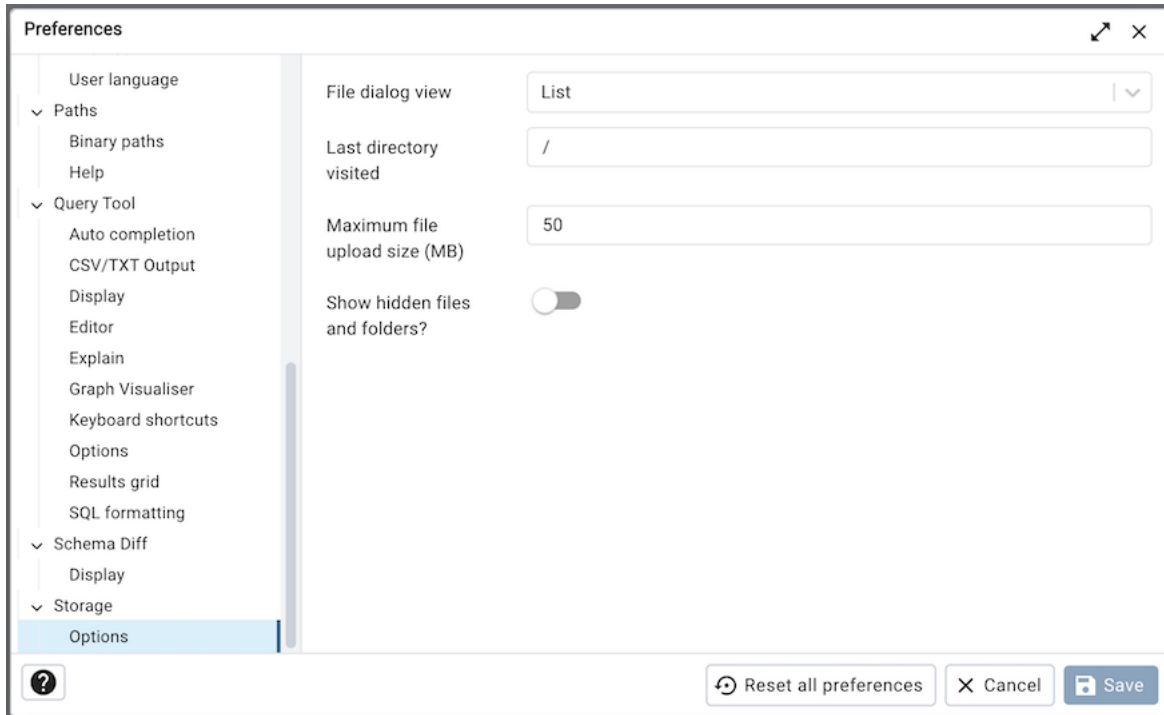 Preferences
User language
Paths
Binary paths
Help
Query Tool
Auto completion
CSV/TXT Output
Display
Editor
Explain
Graph Visualiser
Keyboard shortcuts
Options
Results grid
SQL formatting
Schema Diff
Display
Storage
Options
File dialog view
List
Last directory
visited
/
Maximum file
upload size (MB)
50
Show hidden files
and folders?
?
Reset all preferences
Cancel
Save